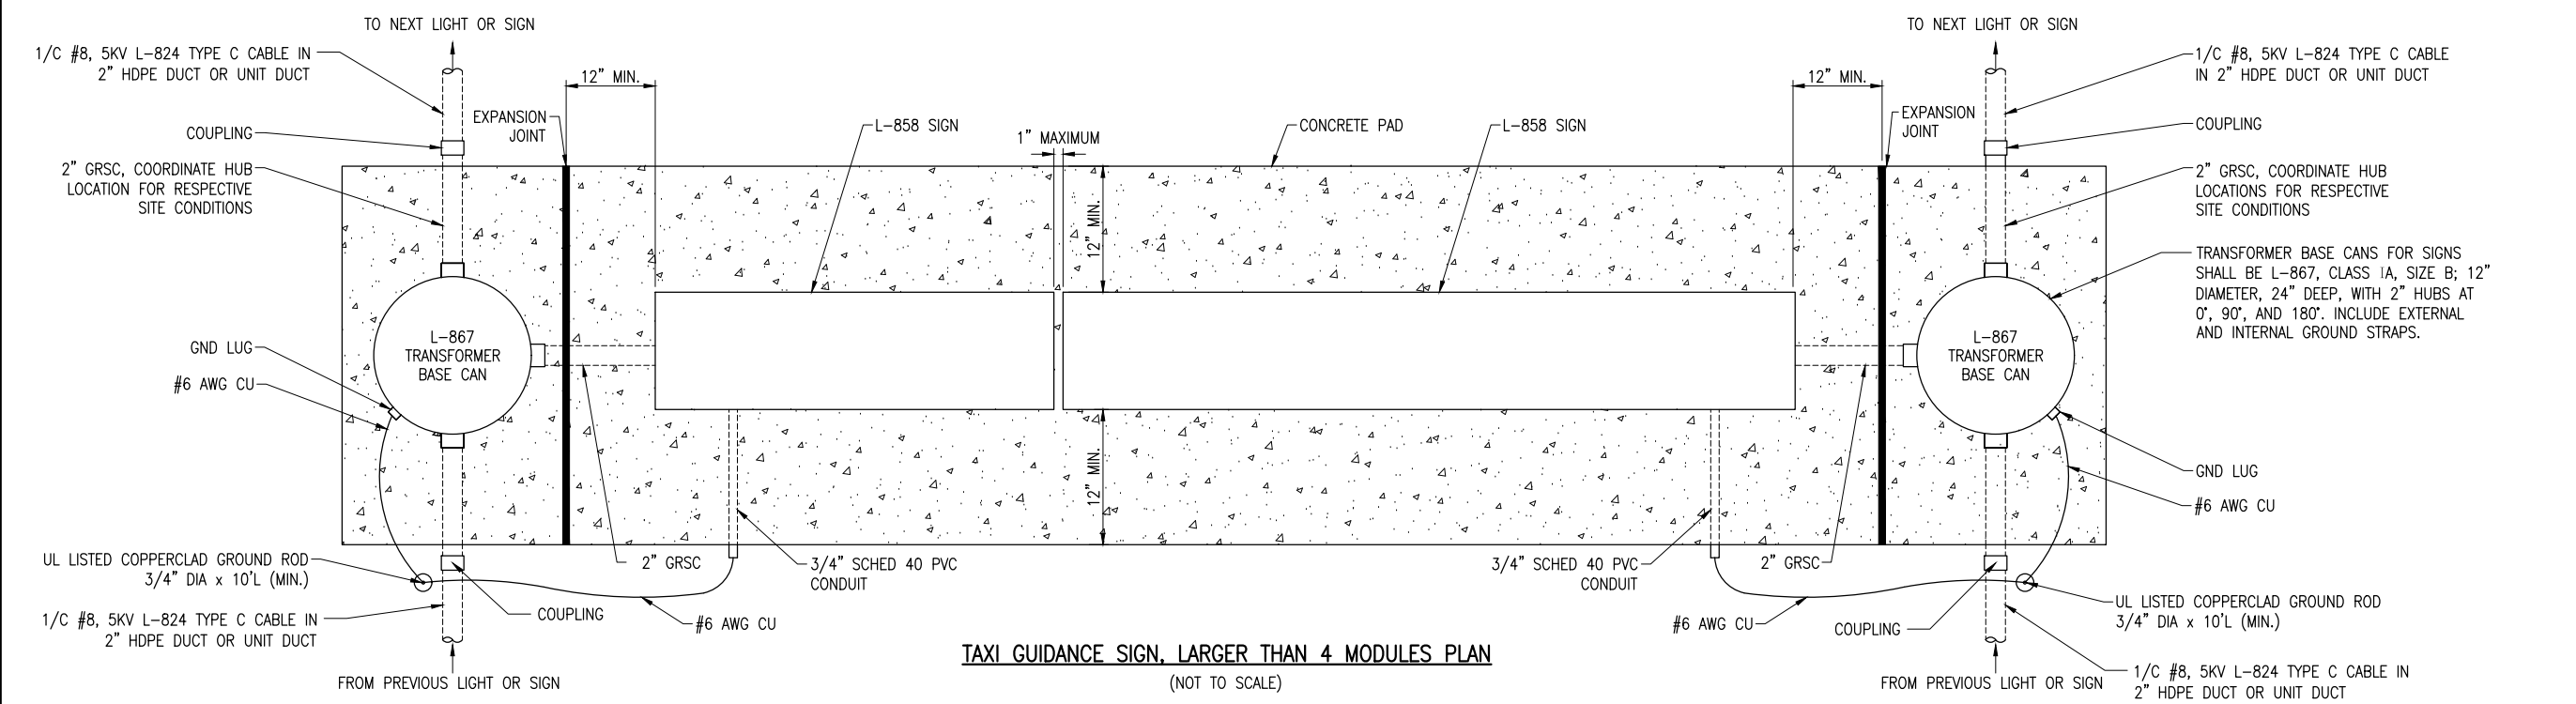 TO NEXT LIGHT OR SIGN
1/C #8, 5KV L-824 TYPE C CABLE IN
2" HDPE DUCT OR UNIT DUCT
COUPLING
2" GRSC, COORDINATE HUB
LOCATION FOR RESPECTIVE
SITE CONDITIONS
EXPANSION
JOINT
12" MIN.
L-858 SIGN
1" MAXIMUM
CONCRETE PAD
L-858 SIGN
12" MIN.
EXPANSION
JOINT
TO NEXT LIGHT OR SIGN
1/C #8, 5KV L-824 TYPE C CABLE
IN 2" HDPE DUCT OR UNIT DUCT
COUPLING
2" GRSC, COORDINATE HUB
LOCATIONS FOR RESPECTIVE
SITE CONDITIONS
TRANSFORMER BASE CANS FOR SIGNS
SHALL BE L-867, CLASS IA, SIZE B; 12"
DIAMETER, 24" DEEP, WITH 2" HUBS AT
0°, 90°, AND 180°. INCLUDE EXTERNAL
AND INTERNAL GROUND STRAPS.
12" MIN.
L-867
TRANSFORMER
BASE CAN
L-867
TRANSFORMER
BASE CAN
GND LUG
#6 AWG CU
12" MIN.
GND LUG
#6 AWG CU
UL LISTED COPPERCLAD GROUND ROD
3/4" DIA x 10'L (MIN.)
1/C #8, 5KV L-824 TYPE C CABLE IN
2" HDPE DUCT OR UNIT DUCT
FROM PREVIOUS LIGHT OR SIGN
COUPLING
2" GRSC
#6 AWG CU
3/4" SCHED 40 PVC
CONDUIT
3/4" SCHED 40 PVC
CONDUIT
2" GRSC
#6 AWG CU
COUPLING
UL LISTED COPPERCLAD GROUND ROD
3/4" DIA x 10'L (MIN.)
1/C #8, 5KV L-824 TYPE C CABLE IN
2" HDPE DUCT OR UNIT DUCT
FROM PREVIOUS LIGHT OR SIGN
TAXI GUIDANCE SIGN, LARGER THAN 4 MODULES PLAN
(NOT TO SCALE)